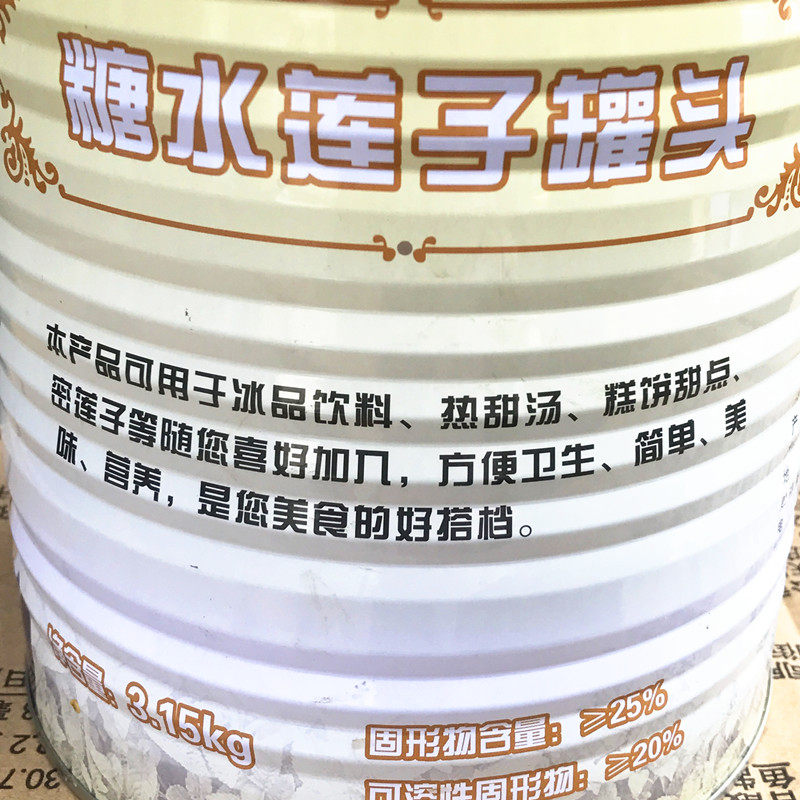 糖水莲子罐头
本产品可用于冰品饮料、热甜汤、糕饼甜点、
密莲子等随您喜好加入，方便卫生、简单、美
味、营养，是您美食的好搭档。
净含量：3.15kg
固形物含量：≥25%
可溶性固形物：≥20%
30.7